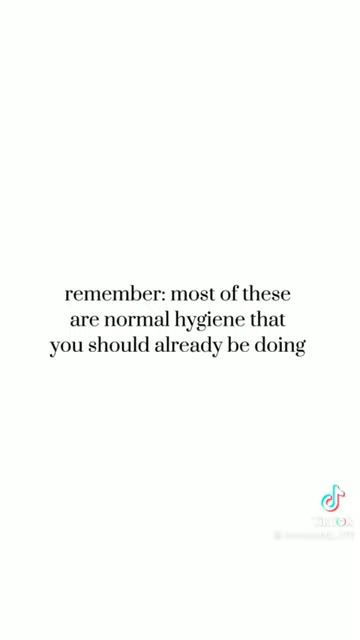 remember: most of these
are normal hygiene that
you should already be doing
TikTok